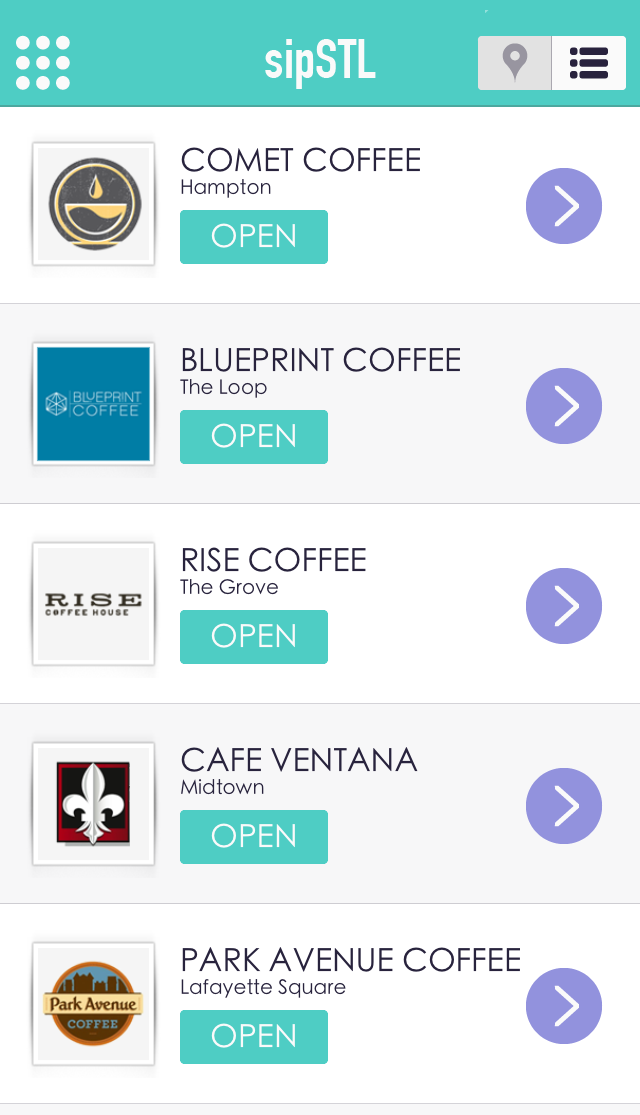 sipSTL
COMET COFFEE
Hampton
OPEN
BLUEPRINT
COFFEE
BLUEPRINT COFFEE
The Loop
OPEN
RISE
COFFEE HOUSE
RISE COFFEE
The Grove
OPEN
CAFE VENTANA
Midtown
OPEN
Park Avenue
COFFEE
PARK AVENUE COFFEE
Lafayette Square
OPEN